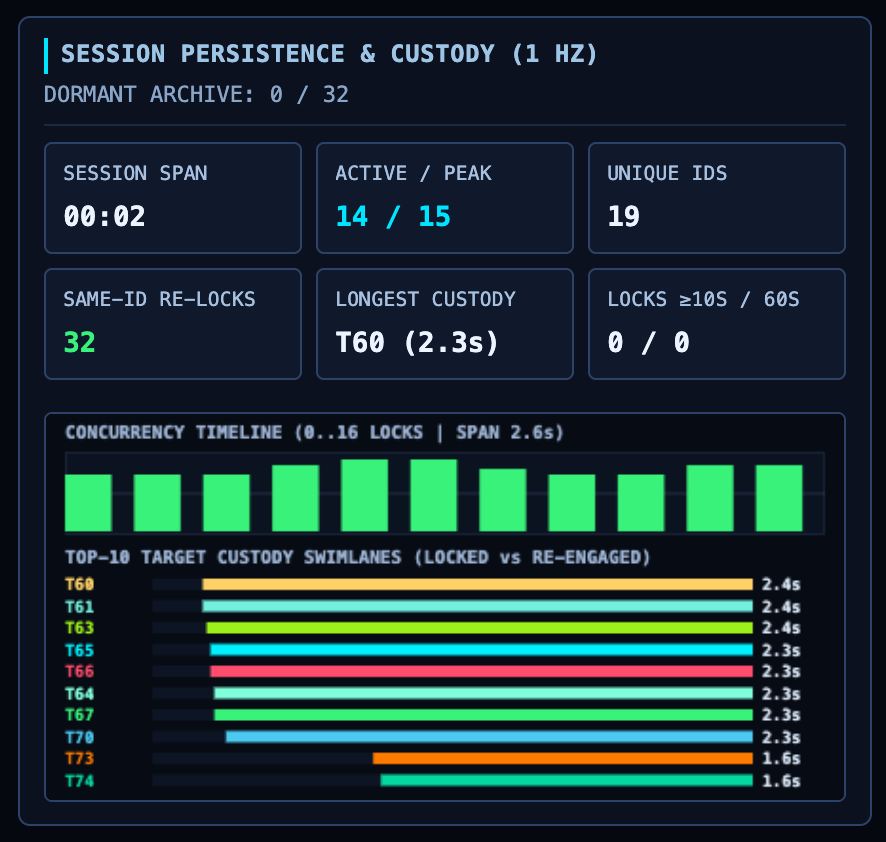 SESSION PERSISTENCE & CUSTODY (1 HZ)
DORMANT ARCHIVE: 0 / 32
SESSION SPAN
00:02
ACTIVE / PEAK
14 / 15
UNIQUE IDS
19
SAME-ID RE-LOCKS
32
LONGEST CUSTODY
T60 (2.3s)
LOCKS ≥10S / 60S
0 / 0
CONCURRENCY TIMELINE (0..16 LOCKS | SPAN 2.6s)
TOP-10 TARGET CUSTODY SWIMLANES (LOCKED vs RE-ENGAGED)
T60 2.4s
T61 2.4s
T63 2.4s
T65 2.3s
T66 2.3s
T64 2.3s
T67 2.3s
T70 2.3s
T73 1.6s
T74 1.6s